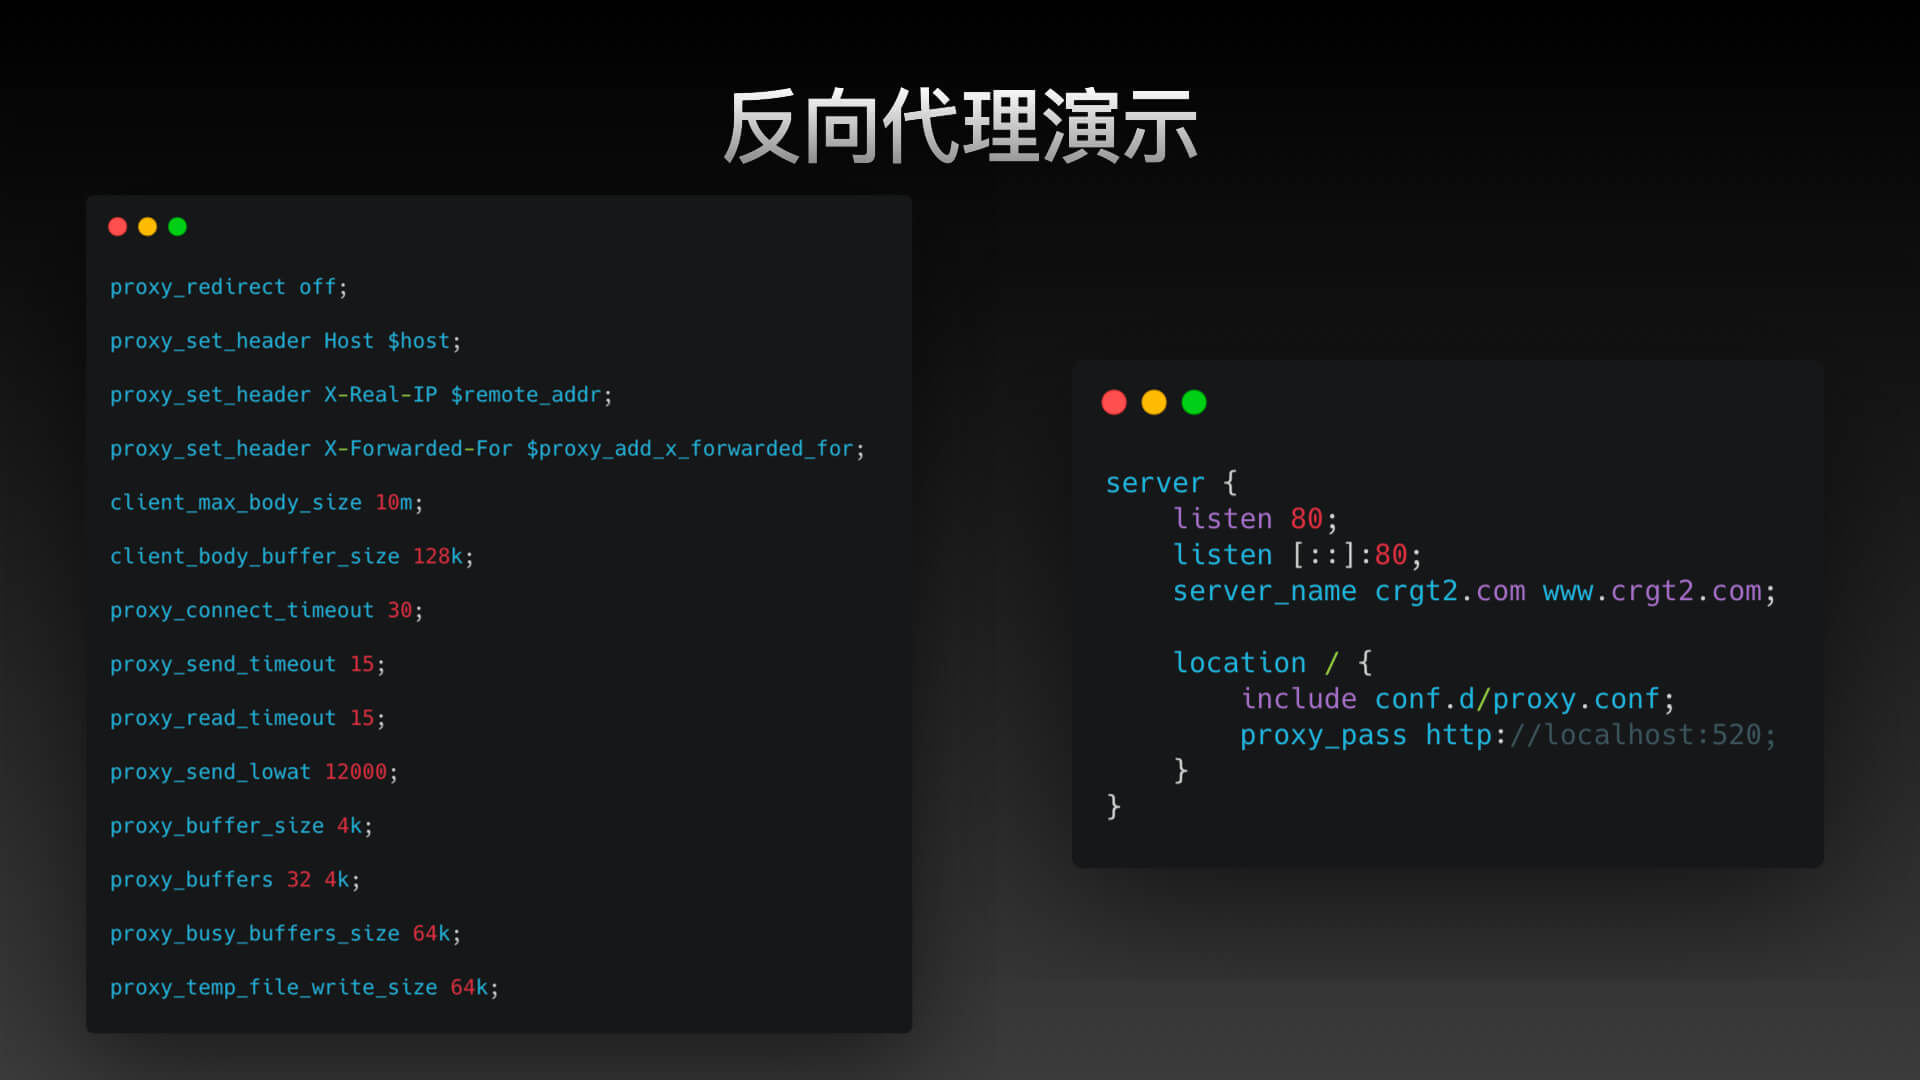 反向代理演示
proxy_redirect off;
proxy_set_header Host $host;
proxy_set_header X-Real-IP $remote_addr;
proxy_set_header X-Forwarded-For $proxy_add_x_forwarded_for;
client_max_body_size 10m;
client_body_buffer_size 128k;
proxy_connect_timeout 30;
proxy_send_timeout 15;
proxy_read_timeout 15;
proxy_send_lowat 12000;
proxy_buffer_size 4k;
proxy_buffers 32 4k;
proxy_busy_buffers_size 64k;
proxy_temp_file_write_size 64k;
server {
    listen 80;
    listen [::]:80;
    server_name crgt2.com www.crgt2.com;
    location / {
        include conf.d/proxy.conf;
        proxy_pass http://localhost:520;
    }
}